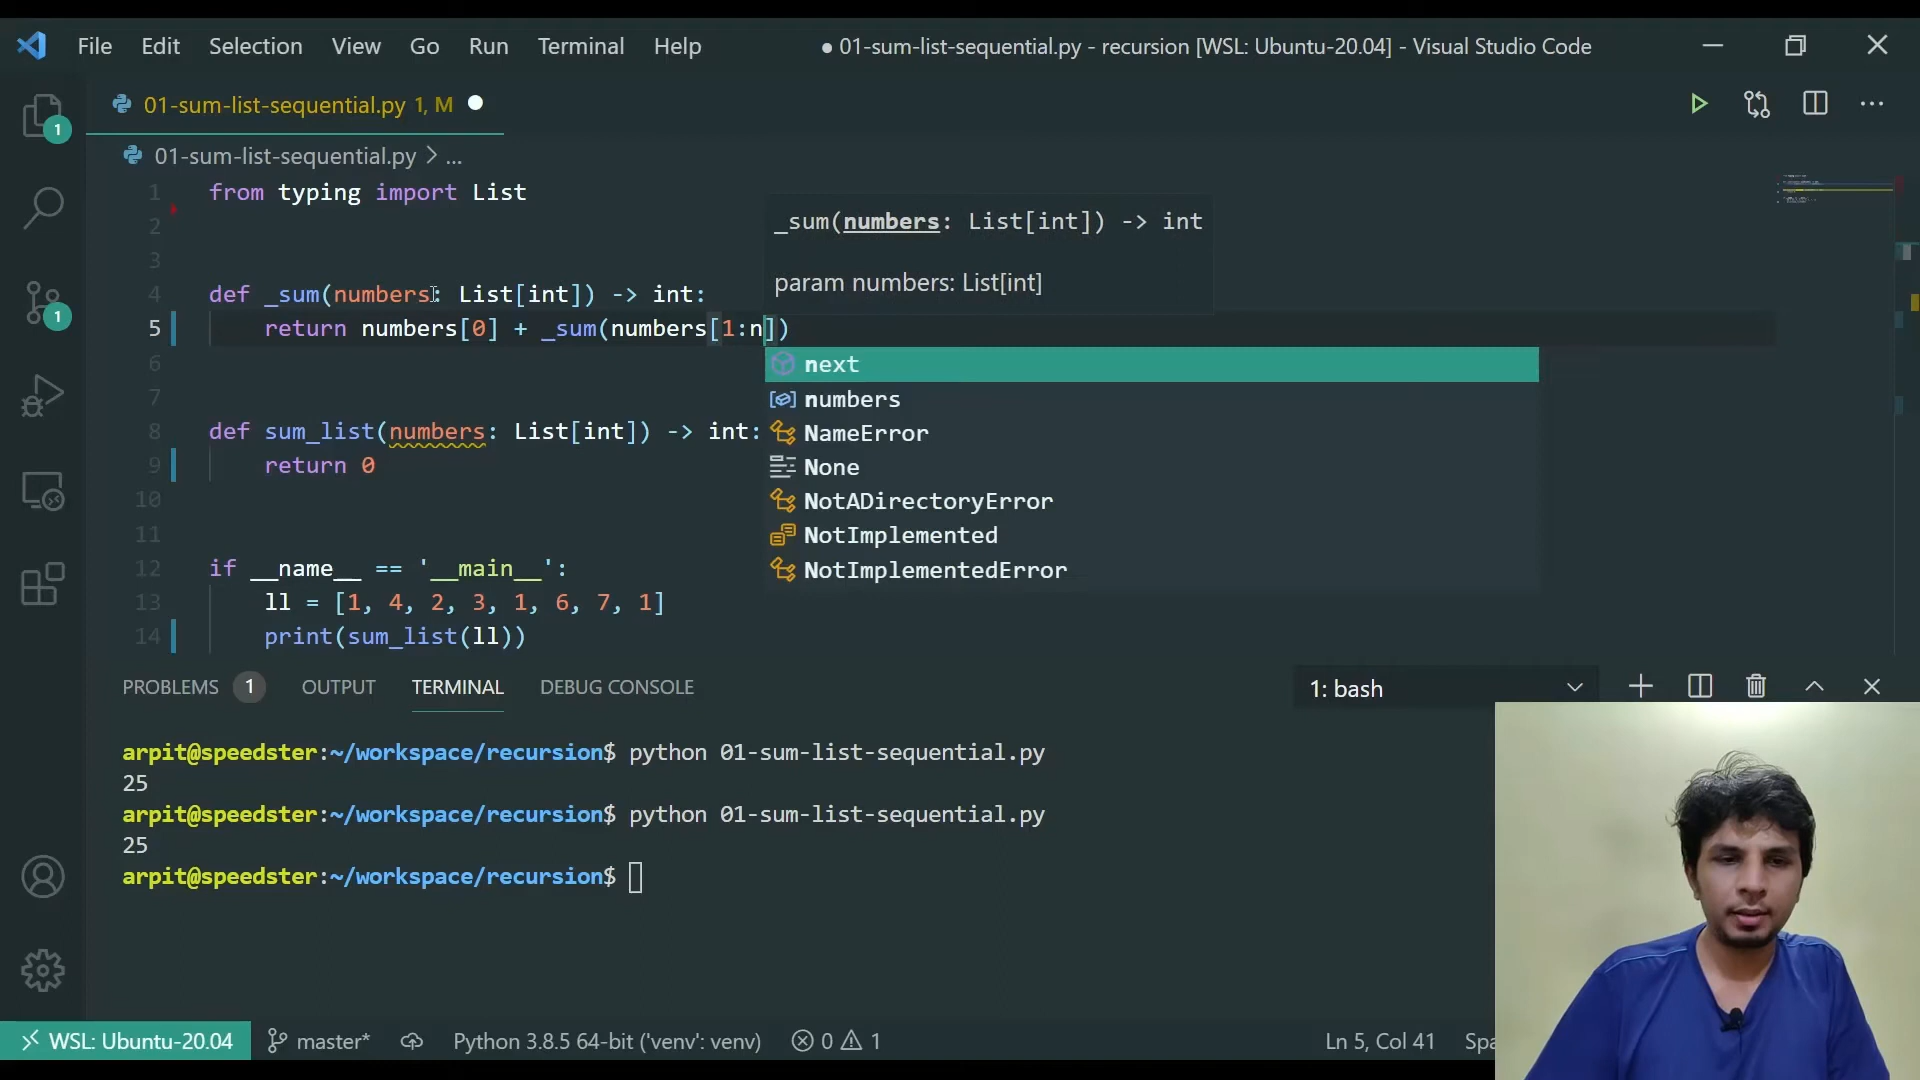 File Edit Selection View Go Run Terminal Help ● 01-sum-list-sequential.py - recursion [WSL: Ubuntu-20.04] - Visual Studio Code
01-sum-list-sequential.py 1, M
01-sum-list-sequential.py > ...
1 from typing import List
2
3
4 def _sum(numbers: List[int]) -> int:
5 return numbers[0] + _sum(numbers[1:n])
6
7
8 def sum_list(numbers: List[int]) -> int:
9 return 0
10
11
12 if __name__ == '__main__':
13 ll = [1, 4, 2, 3, 1, 6, 7, 1]
14 print(sum_list(ll))
_sum(numbers: List[int]) -> int
param numbers: List[int]
next
numbers
NameError
None
NotADirectoryError
NotImplemented
NotImplementedError
1
1
PROBLEMS 1 OUTPUT TERMINAL DEBUG CONSOLE 1: bash
arpit@speedster:~/workspace/recursion$ python 01-sum-list-sequential.py
25
arpit@speedster:~/workspace/recursion$ python 01-sum-list-sequential.py
25
arpit@speedster:~/workspace/recursion$
WSL: Ubuntu-20.04 master* Python 3.8.5 64-bit ('venv': venv) 0 1 Ln 5, Col 41 Spa